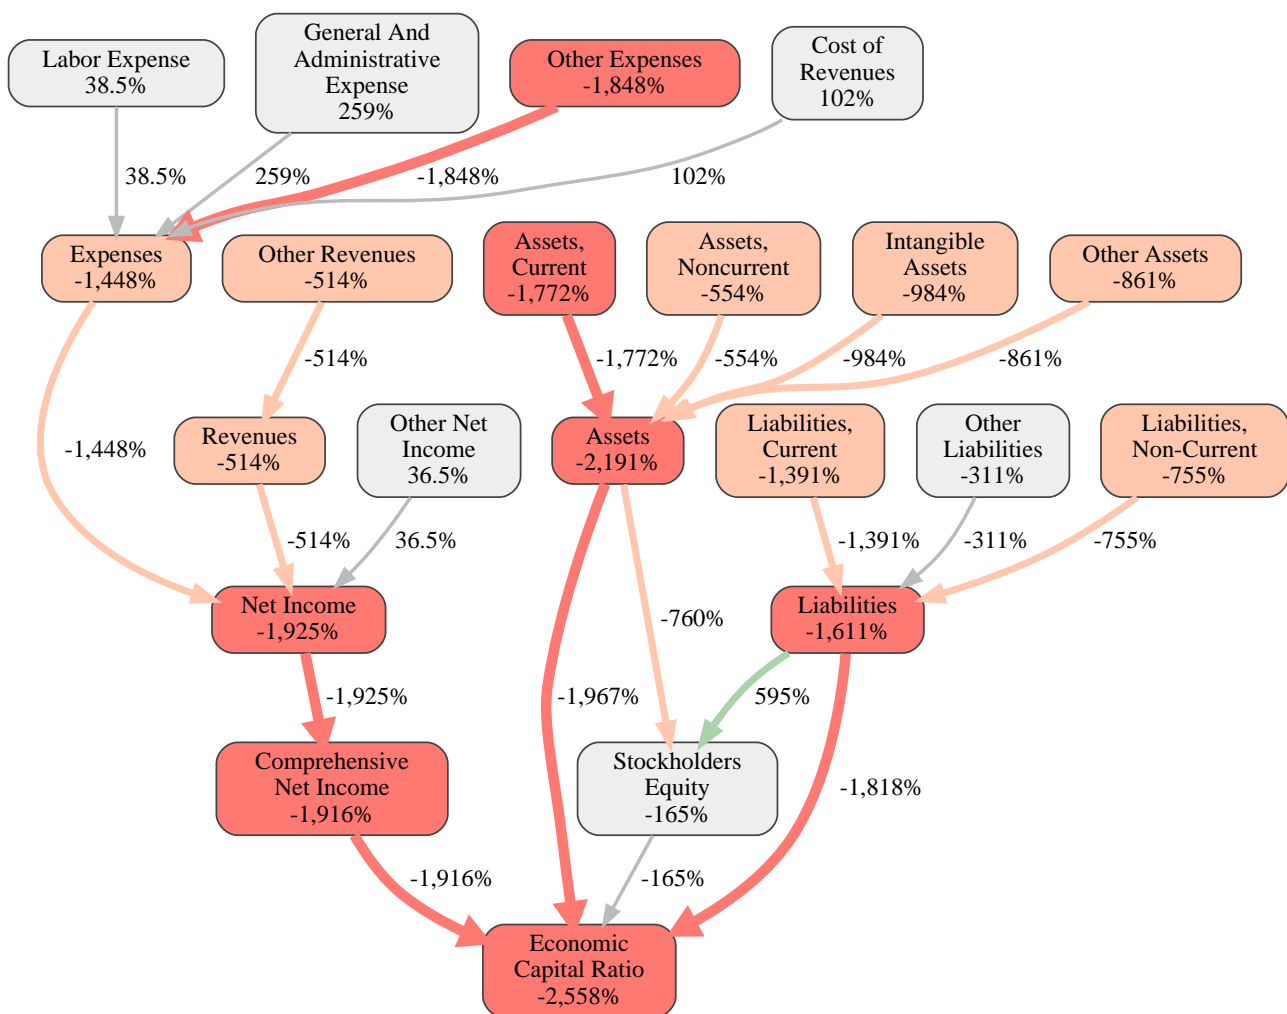 Labor Expense
38.5%
General And
Administrative
Expense
259%
Other Expenses
-1,848%
Cost of
Revenues
102%
38.5%
259%
-1,848%
102%
Expenses
-1,448%
Other Revenues
-514%
Assets,
Current
-1,772%
Assets,
Noncurrent
-554%
Intangible
Assets
-984%
Other Assets
-861%
-514%
-1,772%
-554%
-984%
-861%
-1,448%
Revenues
-514%
Other Net
Income
36.5%
Assets
-2,191%
Liabilities,
Current
-1,391%
Other
Liabilities
-311%
Liabilities,
Non-Current
-755%
-514%
36.5%
-1,391%
-311%
-755%
Net Income
-1,925%
-760%
Liabilities
-1,611%
-1,925%
-1,967%
595%
-1,818%
Comprehensive
Net Income
-1,916%
Stockholders
Equity
-165%
-1,916%
-165%
Economic
Capital Ratio
-2,558%